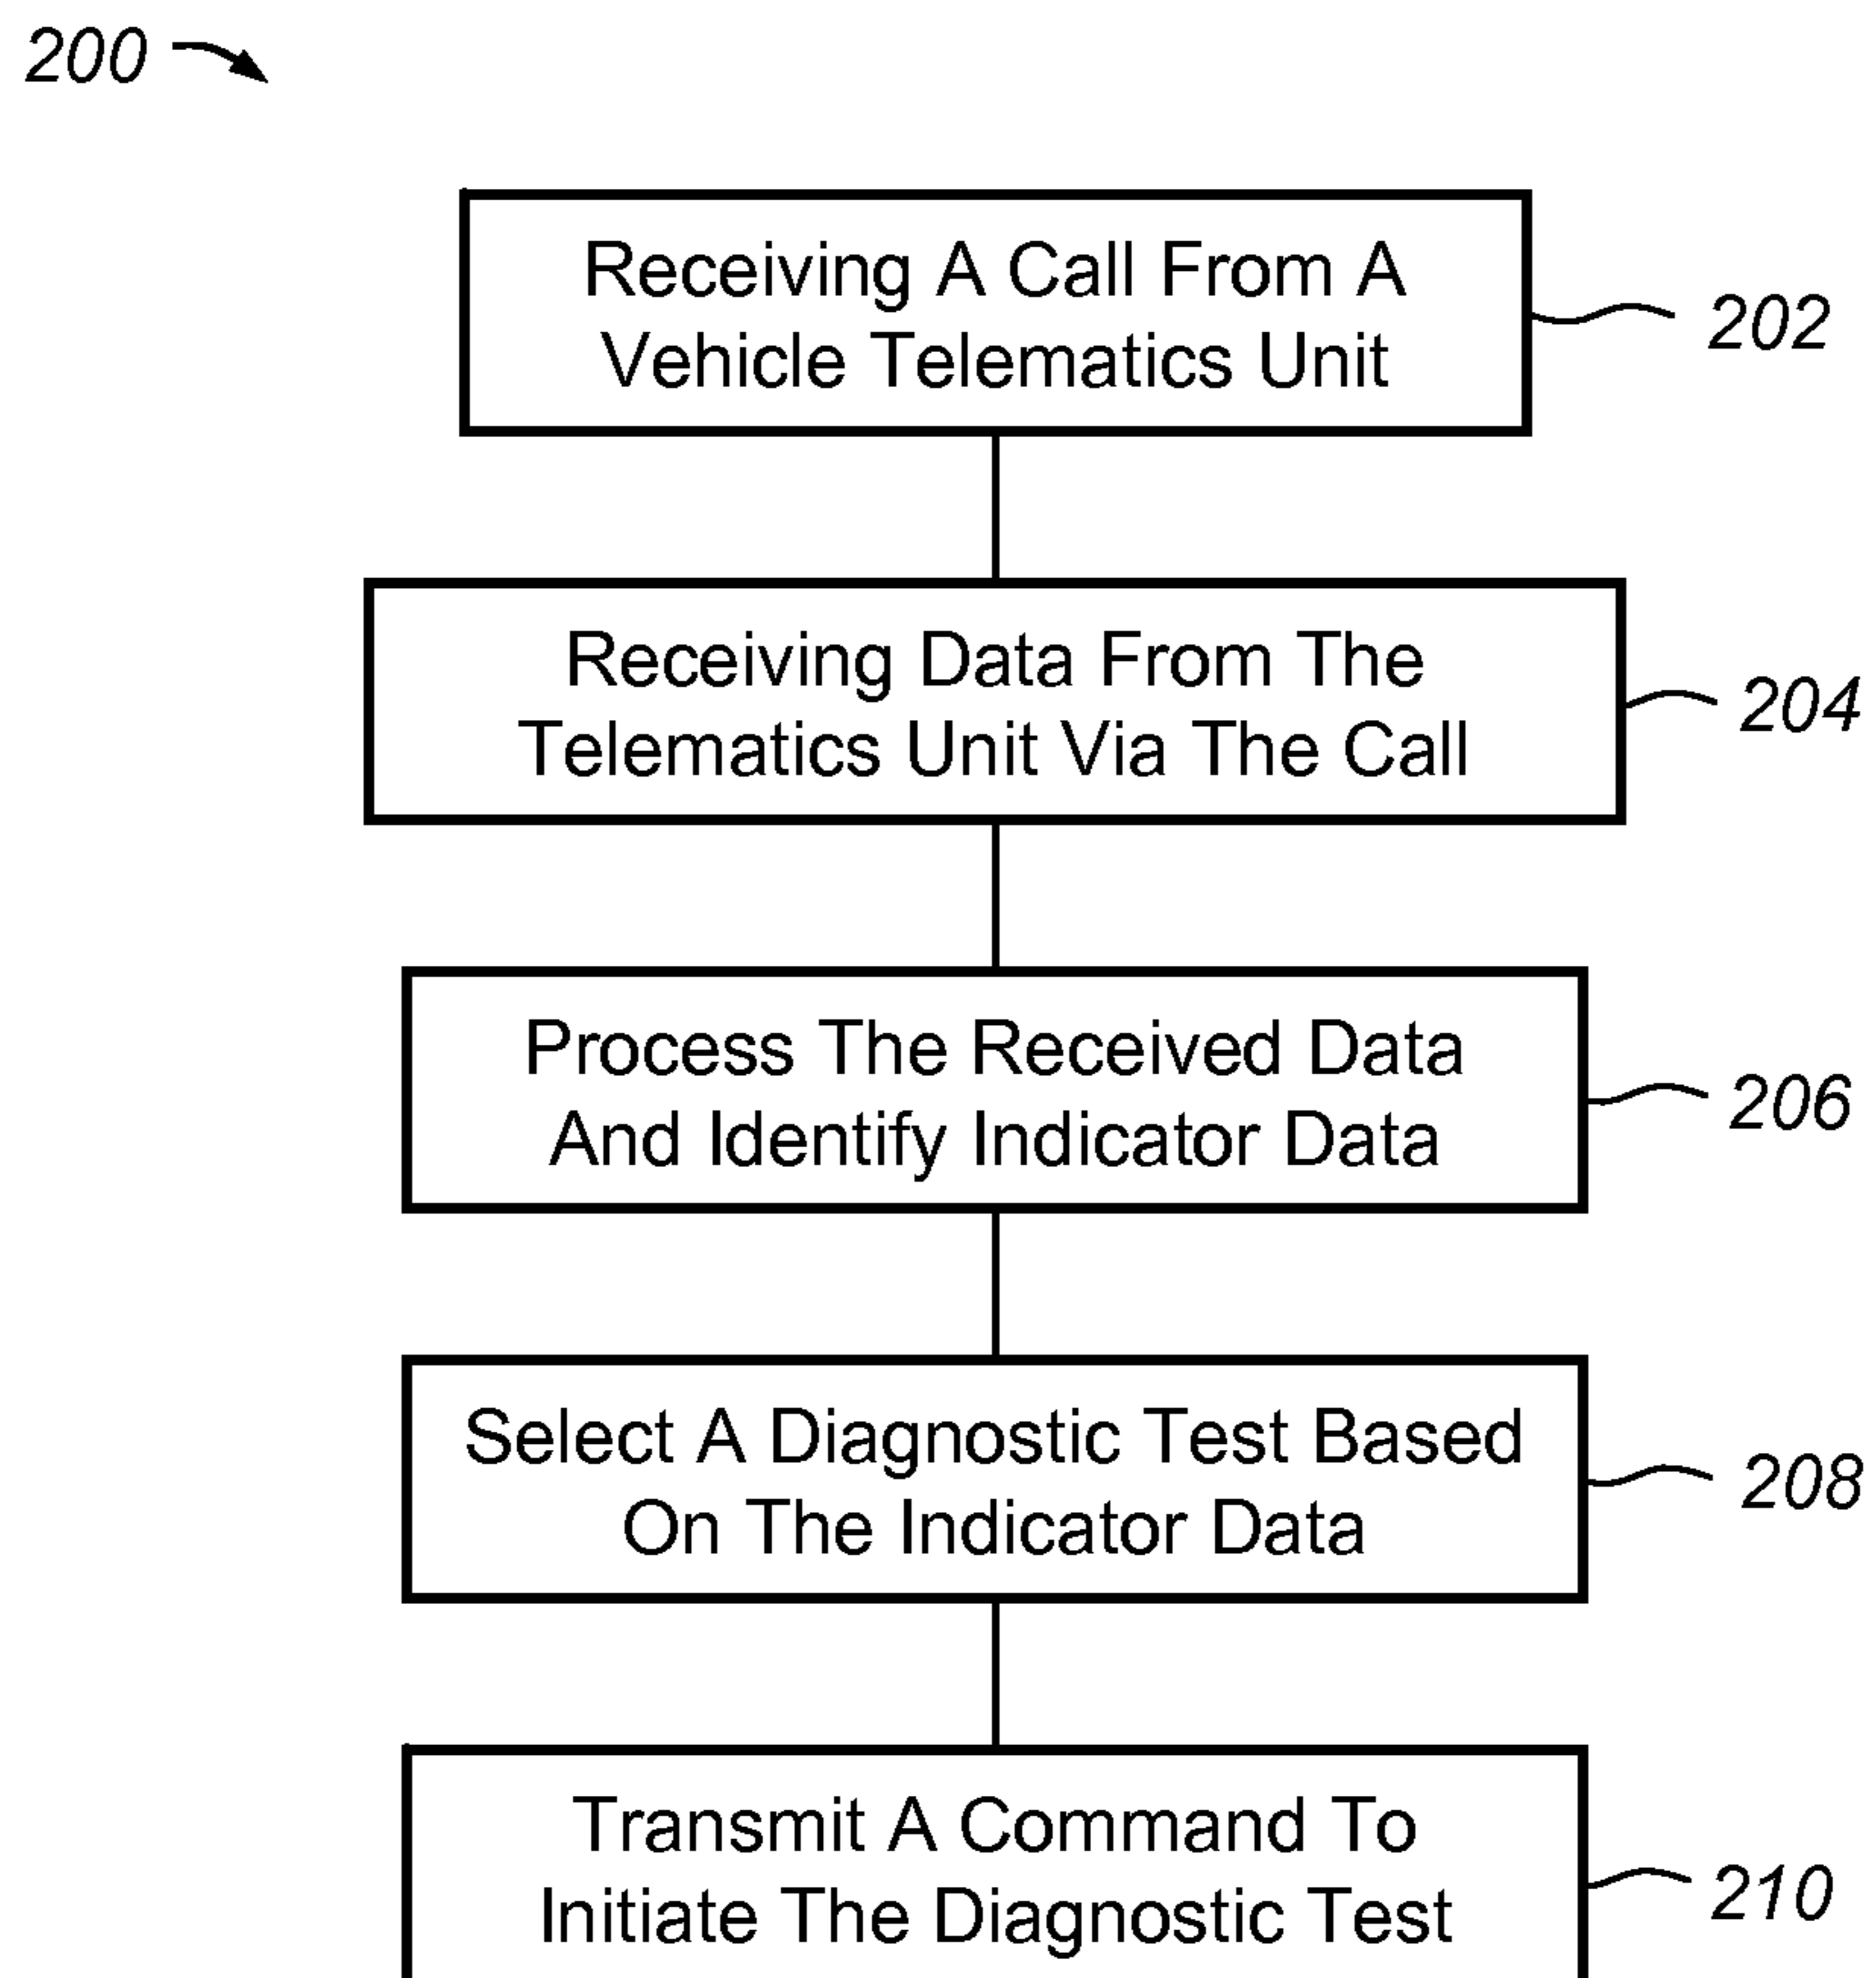 200
Receiving A Call From A
Vehicle Telematics Unit
202
Receiving Data From The
Telematics Unit Via The Call
204
Process The Received Data
And Identify Indicator Data
206
Select A Diagnostic Test Based
On The Indicator Data
208
Transmit A Command To
Initiate The Diagnostic Test
210